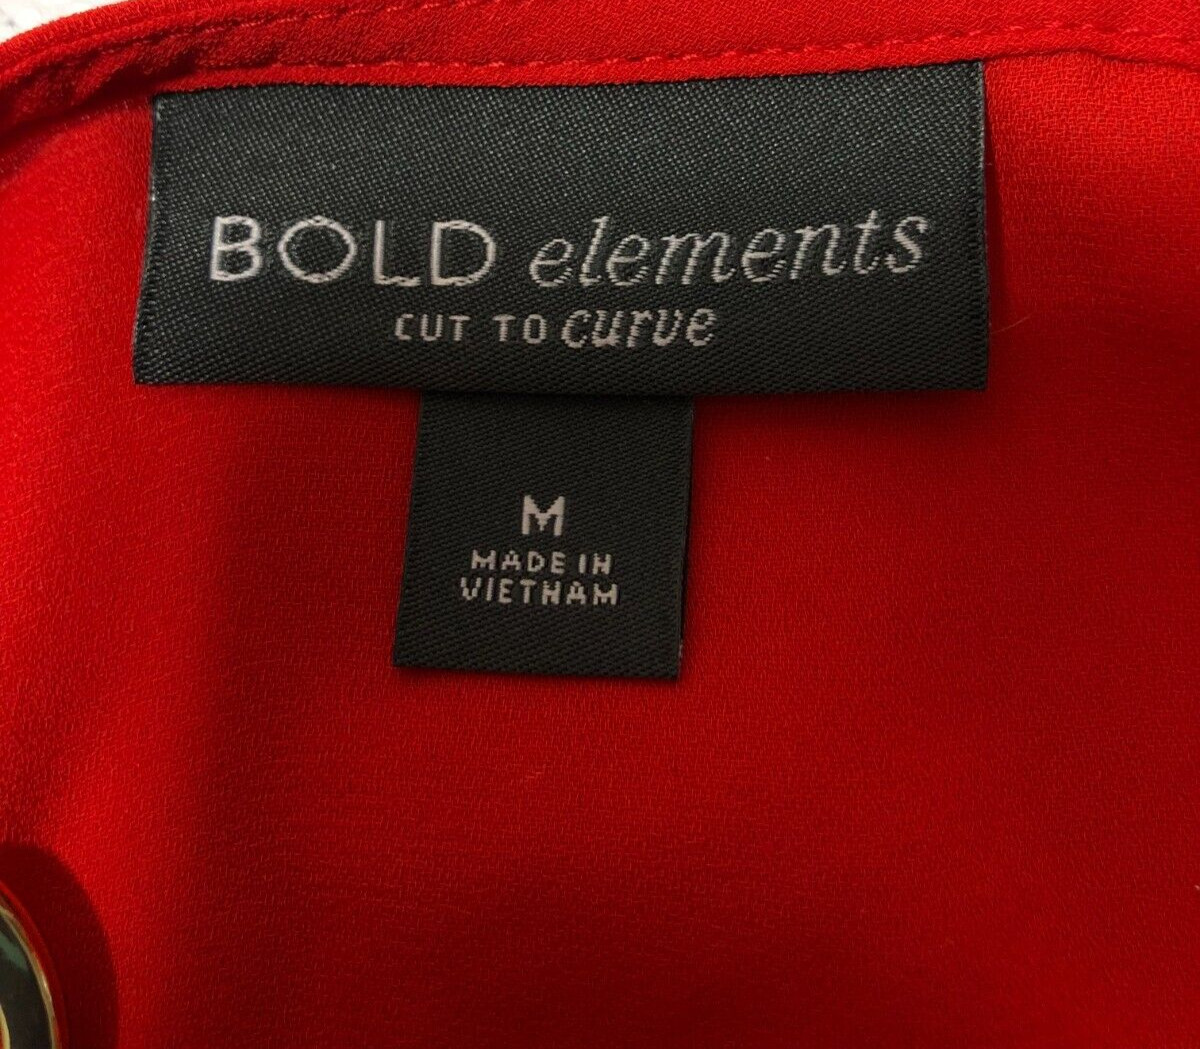 BOLD elements
CUT TO curve
M
MADE IN
VIETNAM